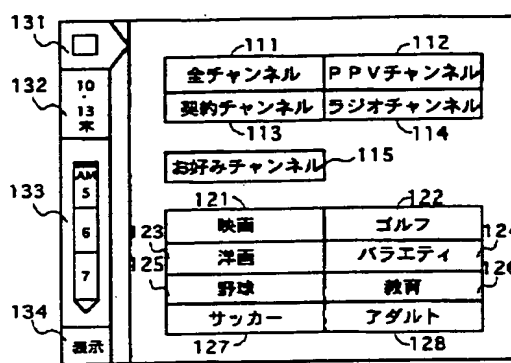 131
132
133
134
10
・
13
木
AM
5
6
7
表示
111
112
全チャンネル
PPVチャンネル
契約チャンネル
ラジオチャンネル
113
114
お好みチャンネル
115
121
122
映画
ゴルフ
123
124
洋画
バラエティ
125
126
野球
教育
サッカー
アダルト
127
128